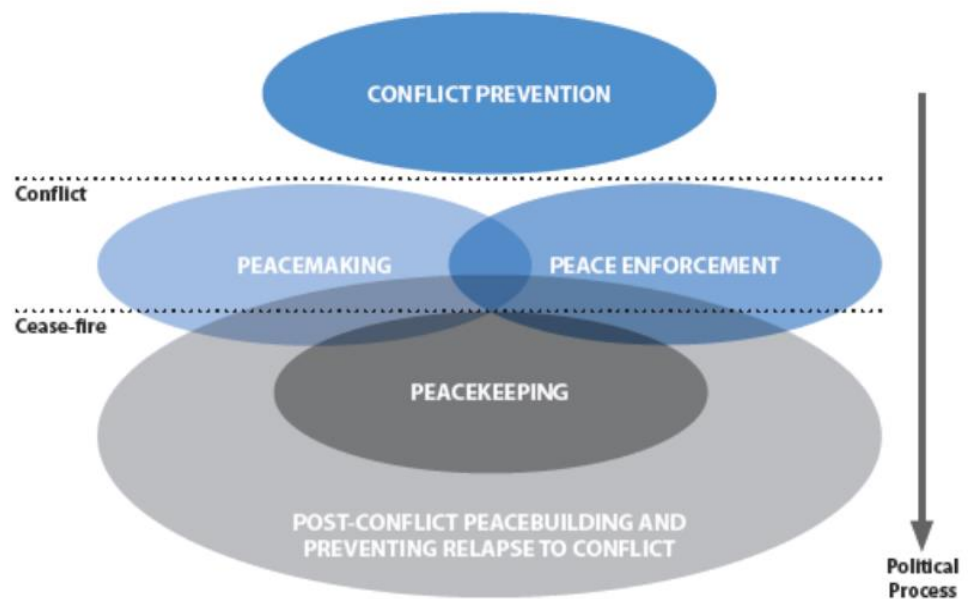 CONFLICT PREVENTION
Conflict
PEACEMAKING
PEACE ENFORCEMENT
Cease-fire
PEACEKEEPING
POST-CONFLICT PEACEBUILDING AND
PREVENTING RELAPSE TO CONFLICT
Political
Process